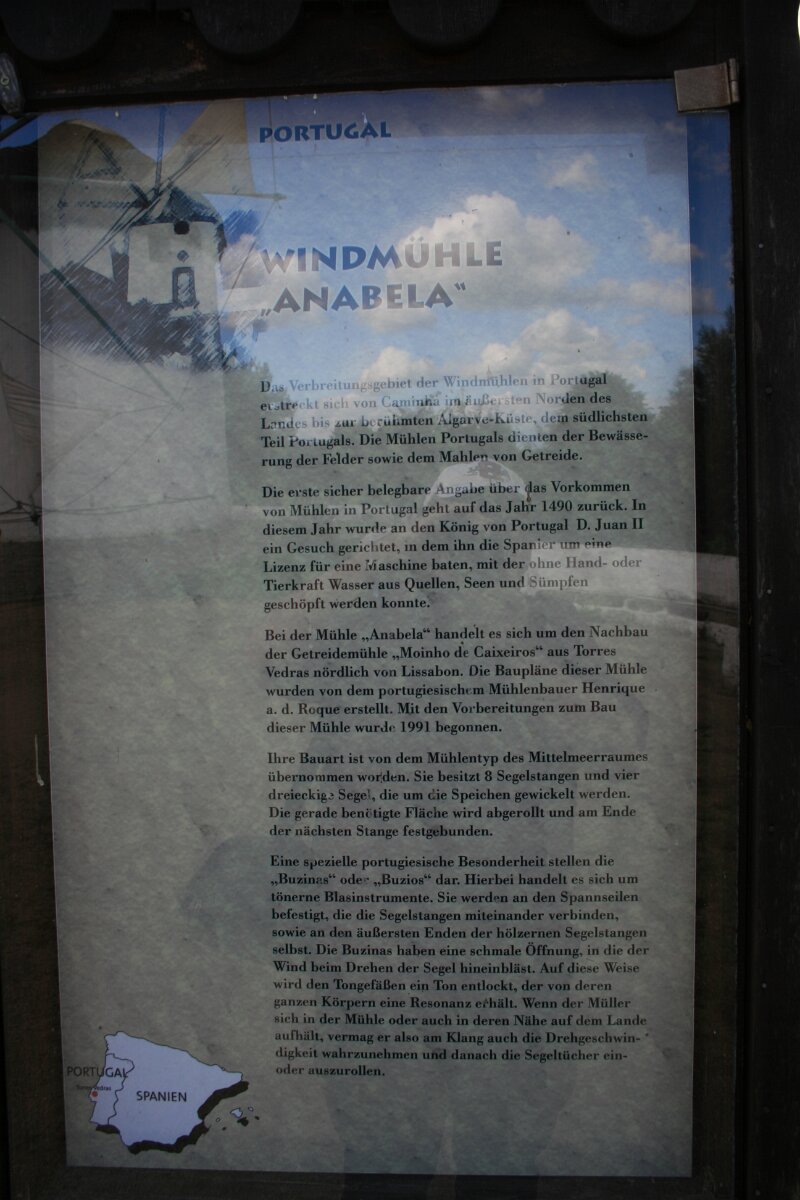 PORTUGAL
WINDMÜHLE
„ANABELA“
Das Verbreitungsgebiet der Windmühlen in Portugal
erstreckt sich von Caminha im äußersten Norden des
Landes bis zur berühmten Algarve-Küste, dem südlichsten
Teil Portugals. Die Mühlen Portugals dienten der Bewässe-
rung der Felder sowie dem Mahlen von Getreide.
Die erste sicher belegbare Angabe über das Vorkommen
von Mühlen in Portugal geht auf das Jahr 1490 zurück. In
diesem Jahr wurde an den König von Portugal D. Juan II
ein Gesuch gerichtet, in dem ihn die Spanier um eine
Lizenz für eine Maschine baten, mit der ohne Hand- oder
Tierkraft Wasser aus Quellen, Seen und Sümpfen
geschöpft werden konnte.
Bei der Mühle „Anabela“ handelt es sich um den Nachbau
der Getreidemühle „Moinho de Caixeiros“ aus Torres
Vedras nördlich von Lissabon. Die Baupläne dieser Mühle
wurden von dem portugiesischem Mühlenbauer Henrique
a. d. Roque erstellt. Mit den Vorbereitungen zum Bau
dieser Mühle wurde 1991 begonnen.
Ihre Bauart ist von dem Mühlentyp des Mittelmeerraumes
übernommen worden. Sie besitzt 8 Segelstangen und vier
dreieckige Segel, die um die Speichen gewickelt werden.
Die gerade benötigte Fläche wird abgerollt und am Ende
der nächsten Stange festgebunden.
Eine spezielle portugiesische Besonderheit stellen die
„Buzinas“ oder „Buzios“ dar. Hierbei handelt es sich um
tönerne Blasinstrumente. Sie werden an den Spannseilen
befestigt, die die Segelstangen miteinander verbinden,
sowie an den äußersten Enden der hölzernen Segelstangen
selbst. Die Buzinas haben eine schmale Öffnung, in die der
Wind beim Drehen der Segel hineinbläst. Auf diese Weise
wird den Tongefäßen ein Ton entlockt, der von deren
ganzen Körpern eine Resonanz erhält. Wenn der Müller
sich in der Mühle oder auch in deren Nähe auf dem Lande
aufhält, vermag er also am Klang auch die Drehgeschwin-
digkeit wahrzunehmen und danach die Segeltücher ein-
oder auszurollen.
PORTUGAL
Torres Vedras
SPANIEN